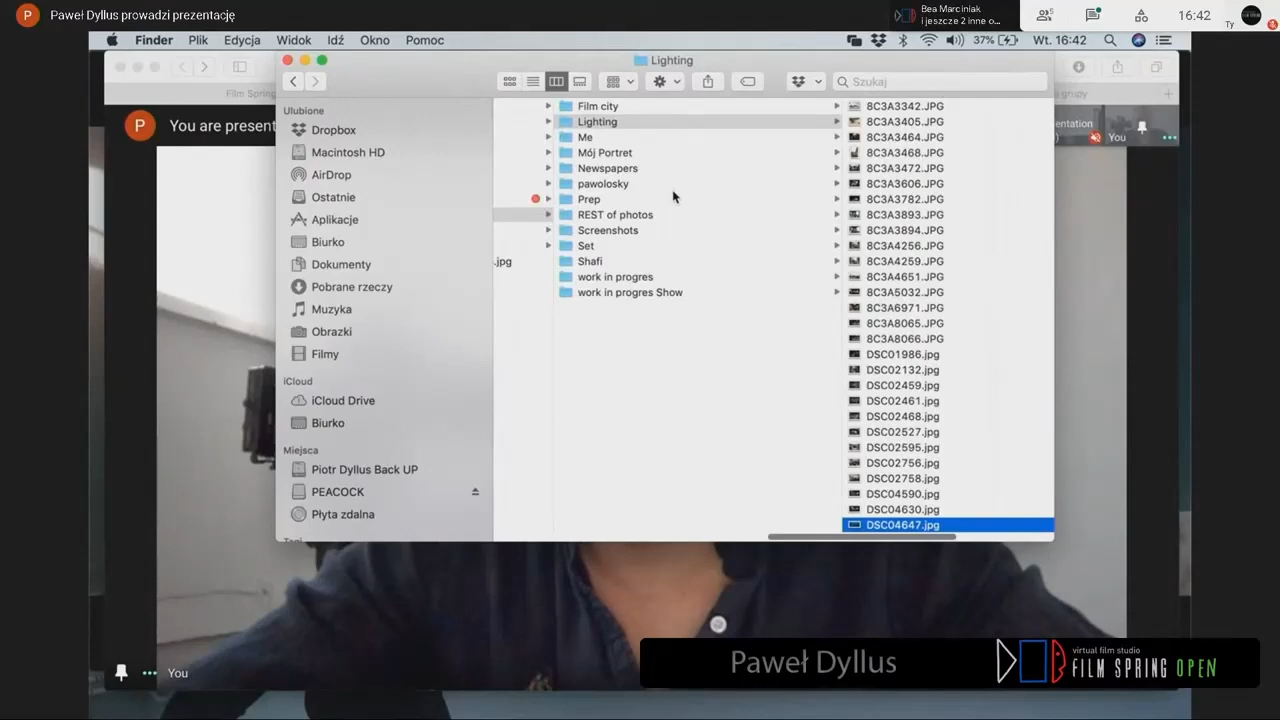 P Paweł Dyllus prowadzi prezentację
Bea Marciniak
i jeszcze 2 inne o...
5
16:42
Ty
Finder Plik Edycja Widok Idź Okno Pomoc
37% Wt. 16:42
Lighting
Szukaj
Film Spring
grupy
P You are present
entation
You
Ulubione
Dropbox
Macintosh HD
AirDrop
Ostatnie
Aplikacje
Biurko
Dokumenty
Pobrane rzeczy
Muzyka
Obrazki
Filmy
iCloud
iCloud Drive
Biurko
Miejsca
Piotr Dyllus Back UP
PEACOCK
Płyta zdalna
.jpg
Film city
Lighting
Me
Mój Portret
Newspapers
pawolosky
Prep
REST of photos
Screenshots
Set
Shafi
work in progres
work in progres Show
8C3A3342.JPG
8C3A3405.JPG
8C3A3464.JPG
8C3A3468.JPG
8C3A3472.JPG
8C3A3606.JPG
8C3A3782.JPG
8C3A3893.JPG
8C3A3894.JPG
8C3A4256.JPG
8C3A4259.JPG
8C3A4651.JPG
8C3A5032.JPG
8C3A6971.JPG
8C3A8065.JPG
8C3A8066.JPG
DSC01986.jpg
DSC02132.jpg
DSC02459.jpg
DSC02461.jpg
DSC02468.jpg
DSC02527.jpg
DSC02595.jpg
DSC02756.jpg
DSC02758.jpg
DSC04590.jpg
DSC04630.jpg
DSC04647.jpg
You
Paweł Dyllus
virtual film studio
FILM SPRING OPEN